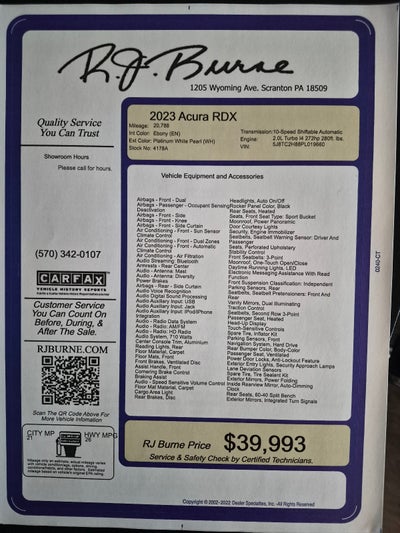 R.J. Burne
1205 Wyoming Ave. Scranton PA 18509
Quality Service
You Can Trust
Showroom Hours
Please call for hours.
(570) 342-0107
CARFAX
VEHICLE HISTORY REPORTS
Customer Service
You Can Count On
Before, During, &
After The Sale.
RJBURNE.COM
Scan The QR Code Above For
More Vehicle Information
CITY MP
21
HWY MPG
28
2023 Acura RDX
Mileage: 20,788
Int Color: Ebony (EN)
Ext Color: Platinum White Pearl (WH)
Stock No: 4178A
Transmission: 10-Speed Shiftable Automatic
Engine: 2.0L Turbo I4 272hp 280ft. lbs.
VIN: 5J8TC2H88PL019660
Vehicle Equipment and Accessories
Airbags - Front - Dual
Airbags - Passenger - Occupant Sensing
Deactivation
Airbags - Front - Side
Airbags - Front - Knee
Airbags - Front - Side Curtain
Air Conditioning - Front - Sun Sensor
Climate Control
Air Conditioning - Front - Dual Zones
Air Conditioning - Front - Automatic
Climate Control
Air Conditioning - Air Filtration
Audio Streaming, Bluetooth
Armrests - Rear Center
Audio - Antenna: Mast
Audio - Antenna: Diversity
Power Brakes
Airbags - Rear - Side Curtain
Audio Voice Recognition
Audio Digital Sound Processing
Audio Auxiliary Input: USB
Audio Auxiliary Input: Jack
Audio Auxiliary Input: IPod/IPhone
Integration
Audio - Radio Data System
Audio - Radio: AM/FM
Audio - Radio: HD Radio
Audio System, 710 Watts
Center Console Trim, Aluminum
Reading Lights, Rear
Floor Material, Carpet
Floor Mats, Front
Front Brakes, Ventilated Disc
Assist Handle, Front
Cornering Brake Control
Braking Assist
Audio - Speed Sensitive Volume Control
Floor Mat Material, Carpet
Cargo Area Light
Rear Brakes, Disc
Headlights, Auto On/Off
Rocker Panel Color, Black
Rear Seats, Heated
Seats, Front Seat Type: Sport Bucket
Moonroof, Power Panoramic
Door Courtesy Lights
Security, Engine Immobilizer
Seatbelts, Seatbelt Warning Sensor: Driver And
Passenger
Seats, Perforated Upholstery
Stability Control
Front Seatbelts: 3-Point
Moonroof, One-Touch Open/Close
Daytime Running Lights, LED
Electronic Messaging Assistance With Read
Function
Front Suspension Classification: Independent
Parking Sensors, Rear
Seatbelts, Seatbelt Pretensioners: Front And
Rear
Vanity Mirrors, Dual Illuminating
Traction Control
Seatbelts, Second Row 3-Point
Passenger Seat, Heated
Head-Up Display
Touch-Sensitive Controls
Spare Tire, Inflator Kit
Parking Sensors, Front
Navigation System, Hard Drive
Rear Bumper Color, Body-Color
Passenger Seat, Ventilated
Power Door Locks, Anti-Lockout Feature
Exterior Entry Lights, Security Approach Lamps
Lane Deviation Sensors
Spare Tire, Tire Sealant Kit
Exterior Mirrors, Power Folding
Inside Rearview Mirror, Auto-Dimming
Clock
Rear Seats, 60-40 Split Bench
Exterior Mirrors, Integrated Turn Signals
RJ Burne Price $39,993
Service & Safety Check by Certified Technicians.
Copyright © 2002-2022 Dealer Specialties, Inc. -All Rights Reserved